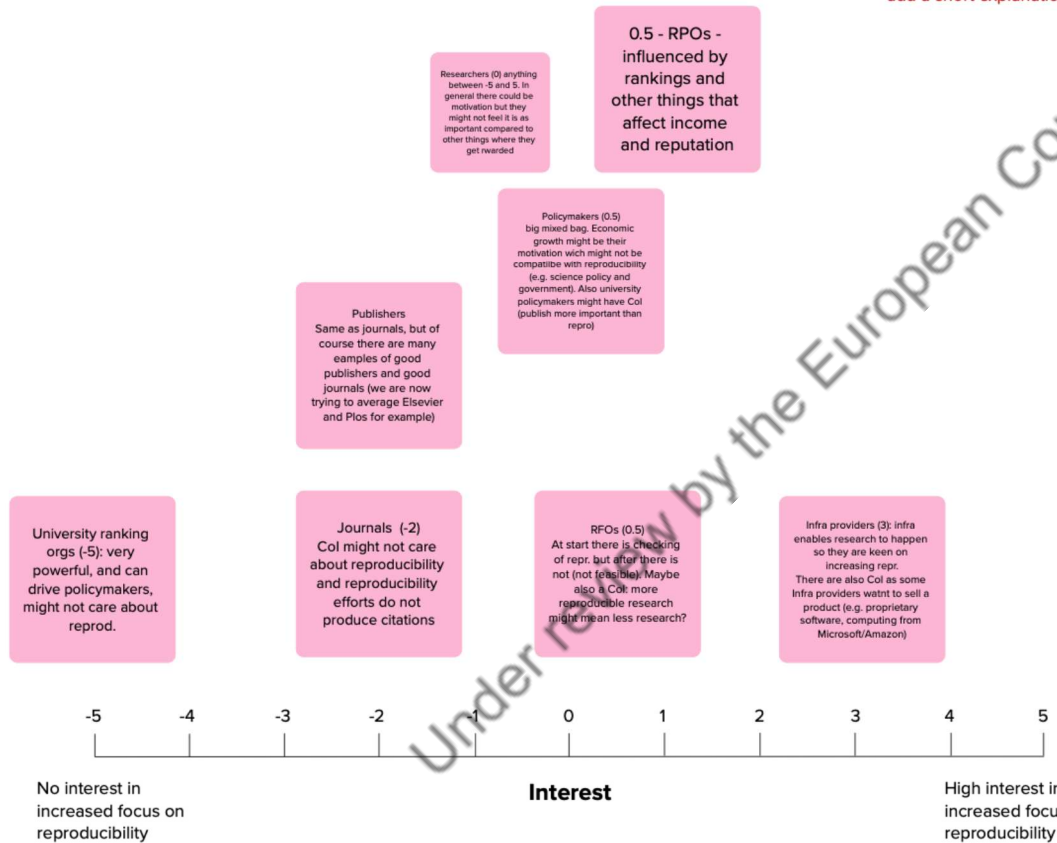 add a short explanatio
0.5 - RPOs -
influenced by
rankings and
other things that
affect income
and reputation
Researchers (0) anything
between -5 and 5. In
general there could be
motivation but they
might not feel it is as
important compared to
other things where they
get rwarded
Policymakers (0.5)
big mixed bag. Economic
growth might be their
motivation wich might not be
compatilbe with reproducibility
(e.g. science policy and
government). Also university
policymakers might have CoI
(publish more important than
repro)
Publishers
Same as journals, but of
course there are many
eamples of good
publishers and good
journals (we are now
trying to average Elsevier
and Plos for example)
University ranking
orgs (-5): very
powerful, and can
drive policymakers,
might not care about
reprod.
Journals (-2)
CoI might not care
about reproducibility
and reproducibility
efforts do not
produce citations
RFOs (0.5)
At start there is checking
of repr. but after there is
not (not feasible). Maybe
also a CoI: more
reproducible research
might mean less research?
Infra providers (3): infra
enables research to happen
so they are keen on
increasing repr.
There are also CoI as some
Infra providers watnt to sell a
product (e.g. proprietary
software, computing from
Microsoft/Amazon)
Under review by the European Co
-5 -4 -3 -2 -1 0 1 2 3 4 5
No interest in
increased focus on
reproducibility
Interest
High interest in
increased focu
reproducibility